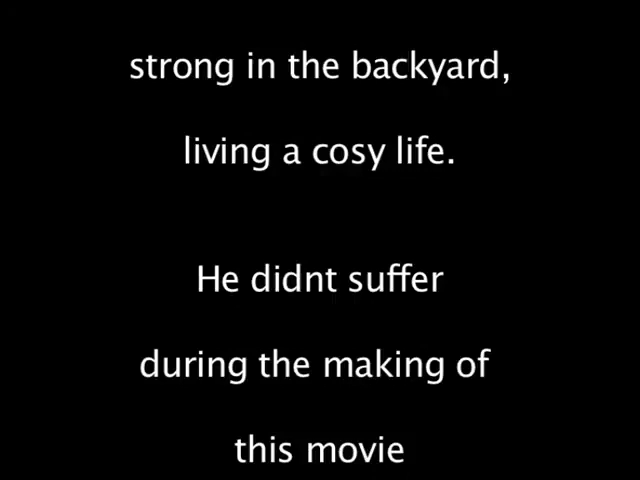 strong in the backyard,
living a cosy life.
He didnt suffer
during the making of
this movie